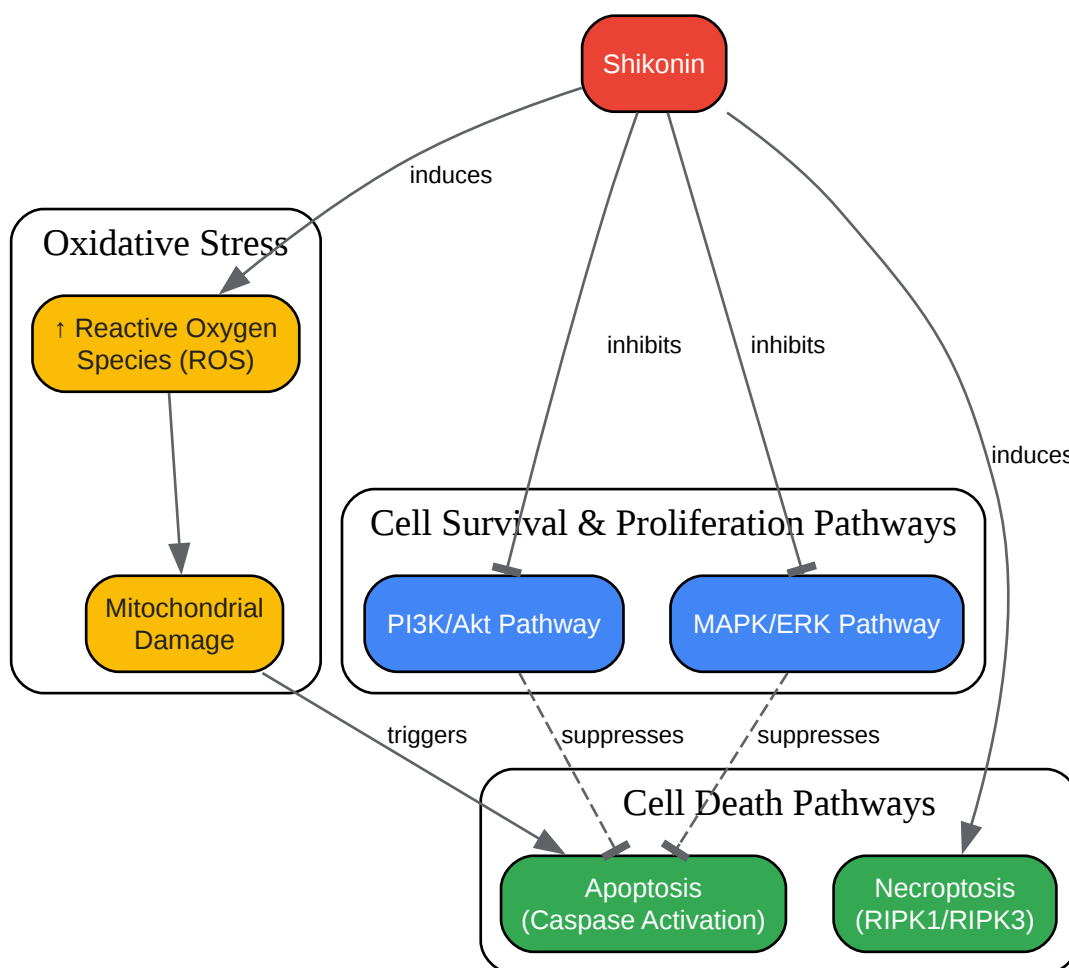 Shikonin
induces
Oxidative Stress
↑ Reactive Oxygen
Species (ROS)
inhibits
inhibits
induces
Cell Survival & Proliferation Pathways
Mitochondrial
Damage
PI3K/Akt Pathway
MAPK/ERK Pathway
triggers
suppresses
suppresses
Cell Death Pathways
Apoptosis
(Caspase Activation)
Necroptosis
(RIPK1/RIPK3)